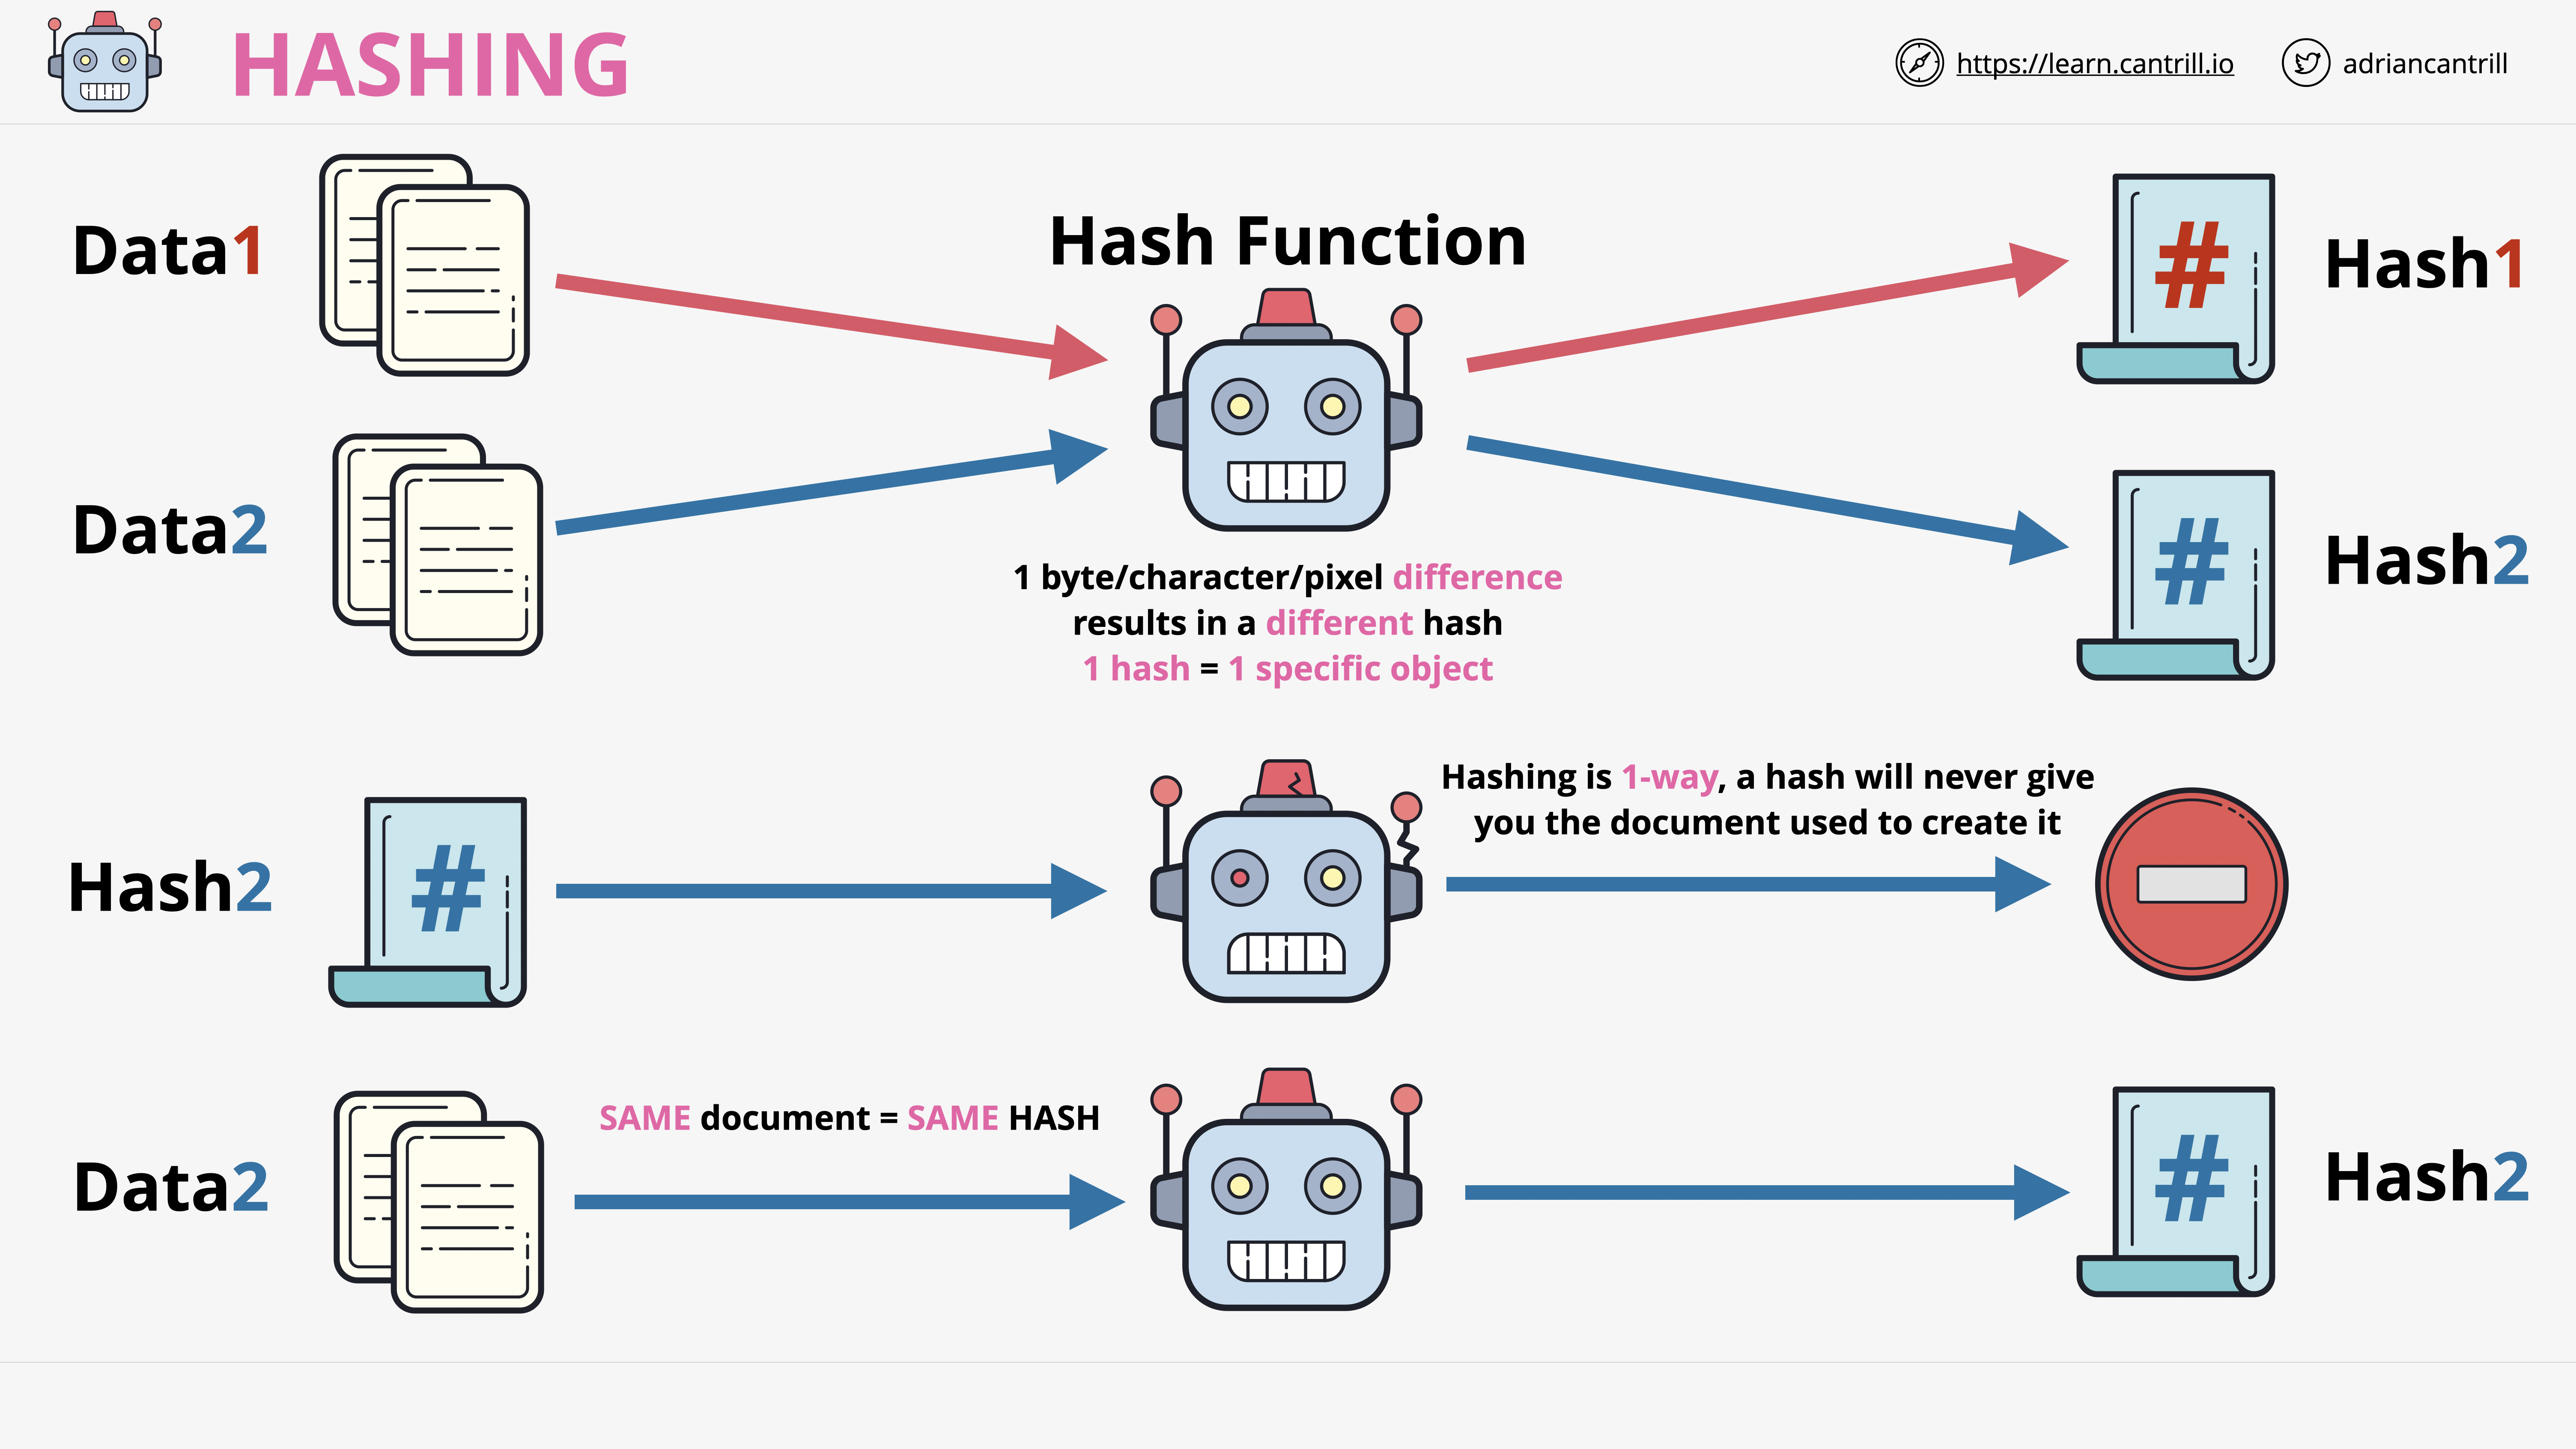 HASHING
https://learn.cantrill.io
adriancantrill
Data1
Hash Function
Hash1
Data2
Hash2
1 byte/character/pixel difference
results in a different hash
1 hash = 1 specific object
Hashing is 1-way, a hash will never give
you the document used to create it
Hash2
SAME document = SAME HASH
Data2
Hash2